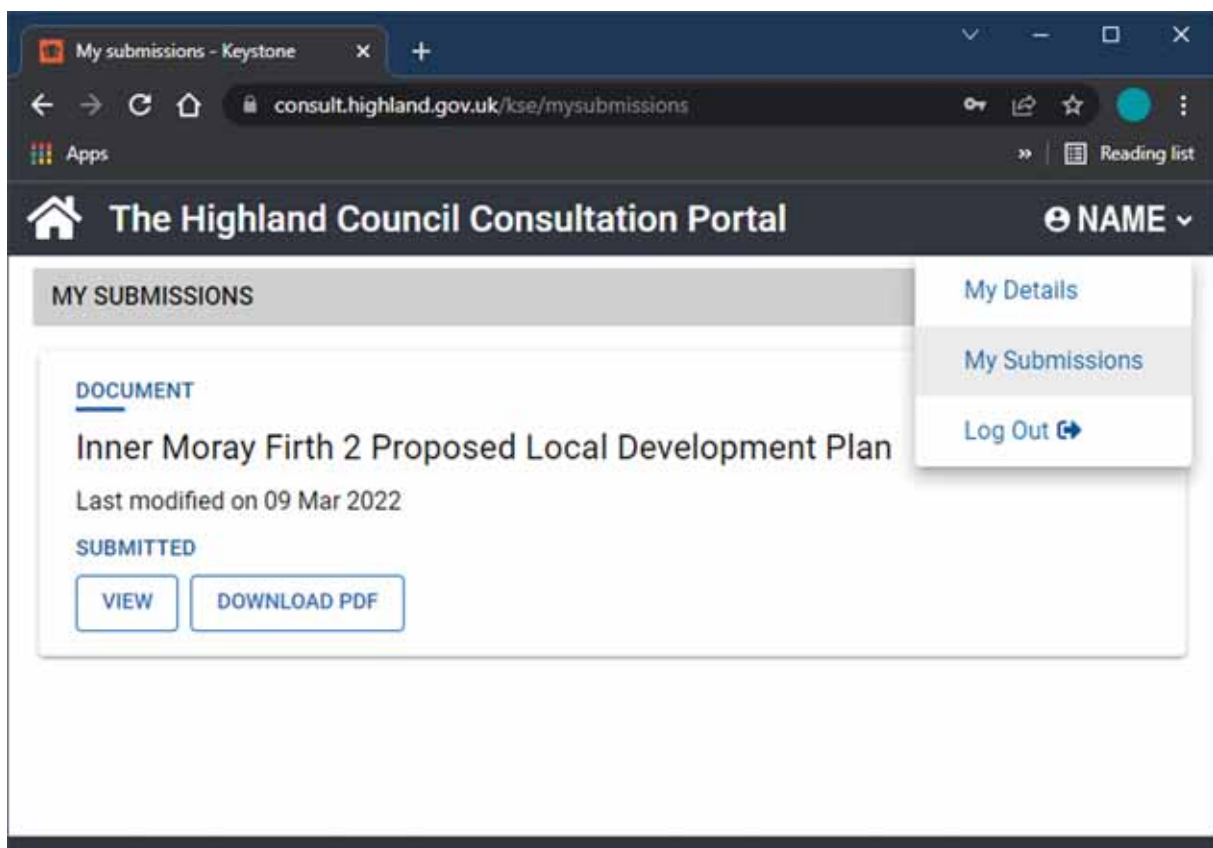 My submissions - Keystone
consult.highland.gov.uk/kse/mysubmissions
Apps
» Reading list
The Highland Council Consultation Portal
NAME
MY SUBMISSIONS
My Details
My Submissions
Log Out
DOCUMENT
Inner Moray Firth 2 Proposed Local Development Plan
Last modified on 09 Mar 2022
SUBMITTED
VIEW DOWNLOAD PDF